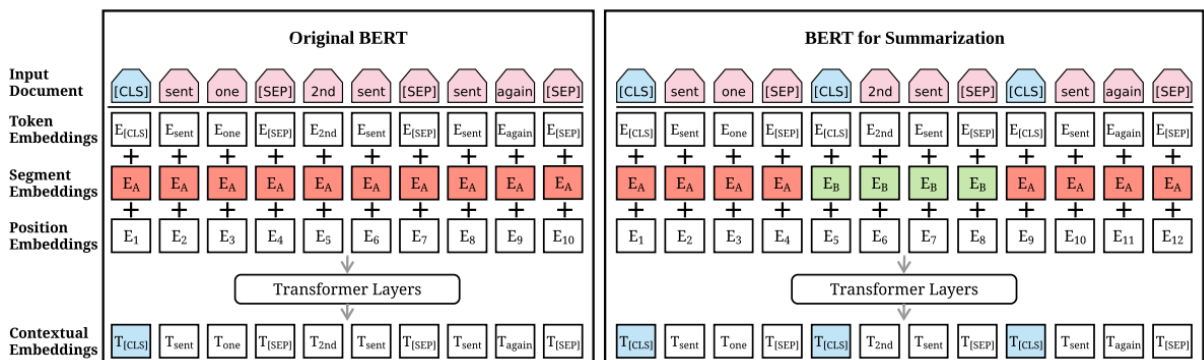 Original BERT
BERT for Summarization
Input Document [CLS] sent one [SEP] 2nd sent [SEP] sent again [SEP] [CLS] sent one [SEP] [CLS] 2nd sent [SEP] [CLS] sent again [SEP]
Token Embeddings E[CLS] Esent Eone E[SEP] E2nd Esent E[SEP] Esent Eagain E[SEP] E[CLS] Esent Eone E[SEP] E[CLS] E2nd Esent E[SEP] E[CLS] Esent Eagain E[SEP]
+ + + + + + + + + + + + + + + + + + + + + +
Segment Embeddings EA EA EA EA EA EA EA EA EA EA EA EA EA EA EB EB EB EB EA EA EA EA
+ + + + + + + + + + + + + + + + + + + + + +
Position Embeddings E1 E2 E3 E4 E5 E6 E7 E8 E9 E10 E1 E2 E3 E4 E5 E6 E7 E8 E9 E10 E11 E12
Transformer Layers Transformer Layers
Contextual Embeddings T[CLS] Tsent Tone T[SEP] T2nd Tsent T[SEP] Tsent Tagain T[SEP] T[CLS] Tsent Tone T[SEP] T[CLS] T2nd Tsent T[SEP] T[CLS] Tsent Tagain T[SEP]